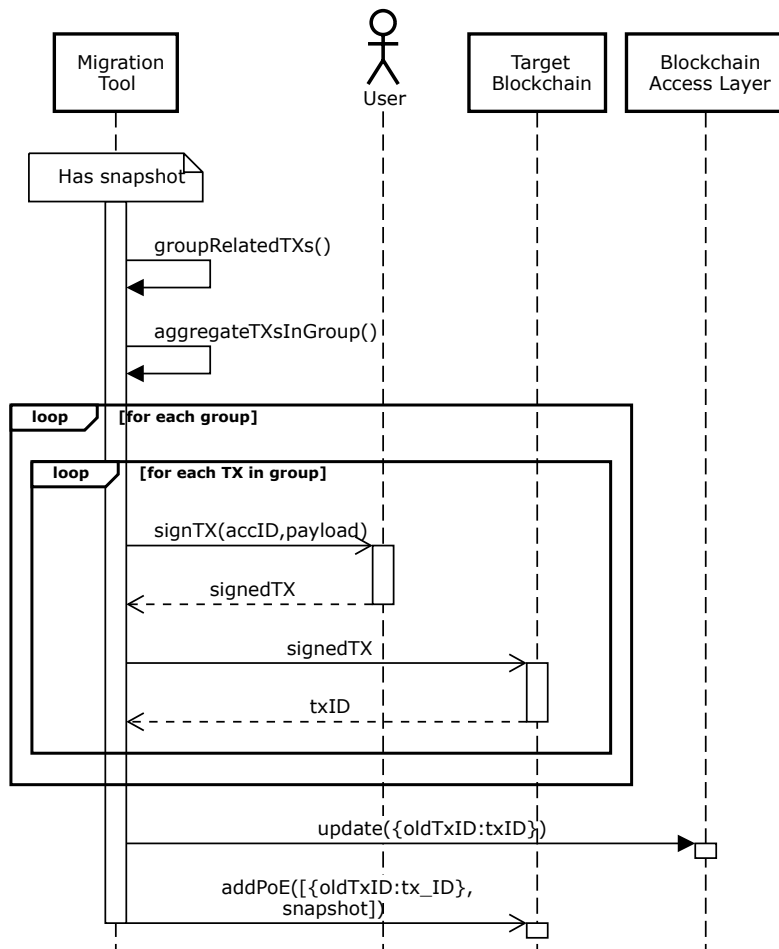 Migration
Tool
User
Target
Blockchain
Blockchain
Access Layer
Has snapshot
groupRelatedTXs()
aggregateTXsInGroup()
loop [for each group]
loop [for each TX in group]
signTX(accID,payload)
signedTX
signedTX
txID
update({oldTxID:txID})
addPoE([{oldTxID:tx_ID},
snapshot])